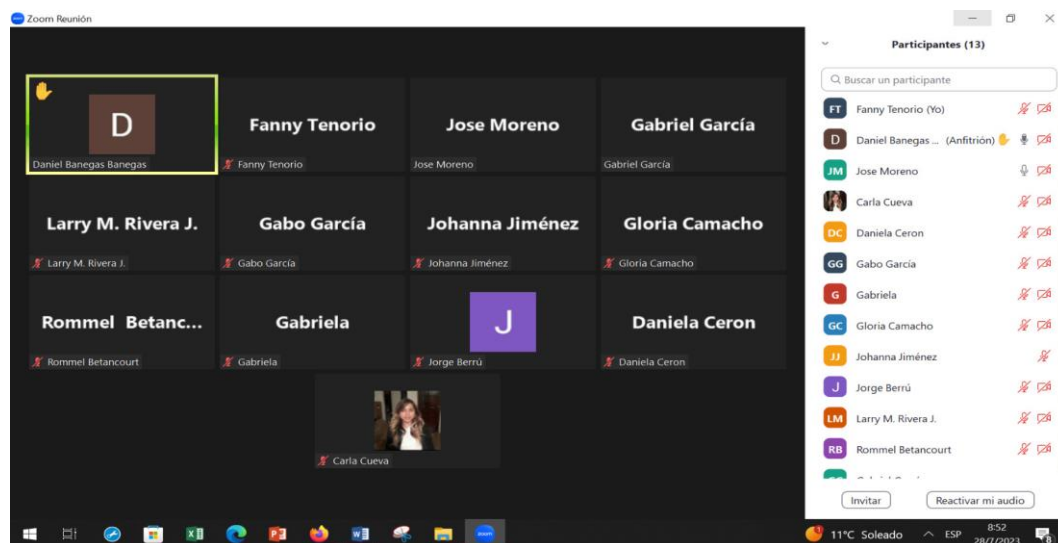 Zoom Reunión
D
Daniel Banegas Banegas
Fanny Tenorio
Fanny Tenorio
Jose Moreno
Jose Moreno
Gabriel García
Gabriel García
Larry M. Rivera J.
Larry M. Rivera J.
Gabo García
Gabo García
Johanna Jiménez
Johanna Jiménez
Gloria Camacho
Gloria Camacho
Rommel Betanc...
Rommel Betancourt
Gabriela
Gabriela
J
Jorge Berrú
Daniela Ceron
Daniela Ceron
Carla Cueva
Participantes (13)
Buscar un participante
FT Fanny Tenorio (Yo)
D Daniel Banegas ... (Anfitrión)
JM Jose Moreno
Carla Cueva
DC Daniela Ceron
GG Gabo García
G Gabriela
GC Gloria Camacho
JJ Johanna Jiménez
J Jorge Berrú
LM Larry M. Rivera J.
RB Rommel Betancourt
Invitar Reactivar mi audio
zoom
11°C Soleado ESP 8:52
28/7/2023 8